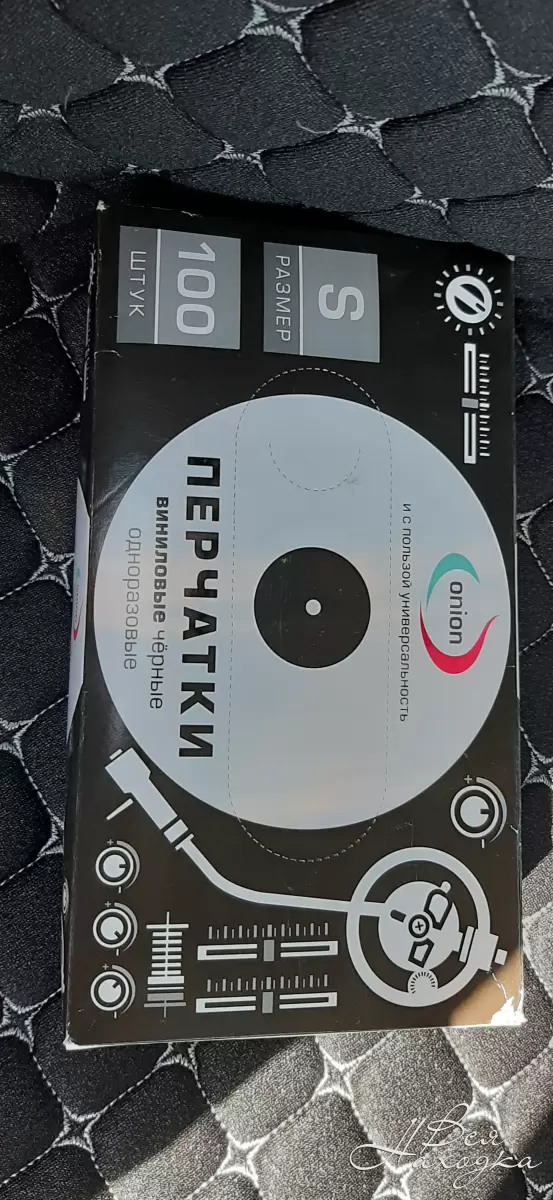 onion
и с пользой универсальность
S
РАЗМЕР
100
ШТУК
ПЕРЧАТКИ
виниловые чёрные
одноразовые
Вся
Находка